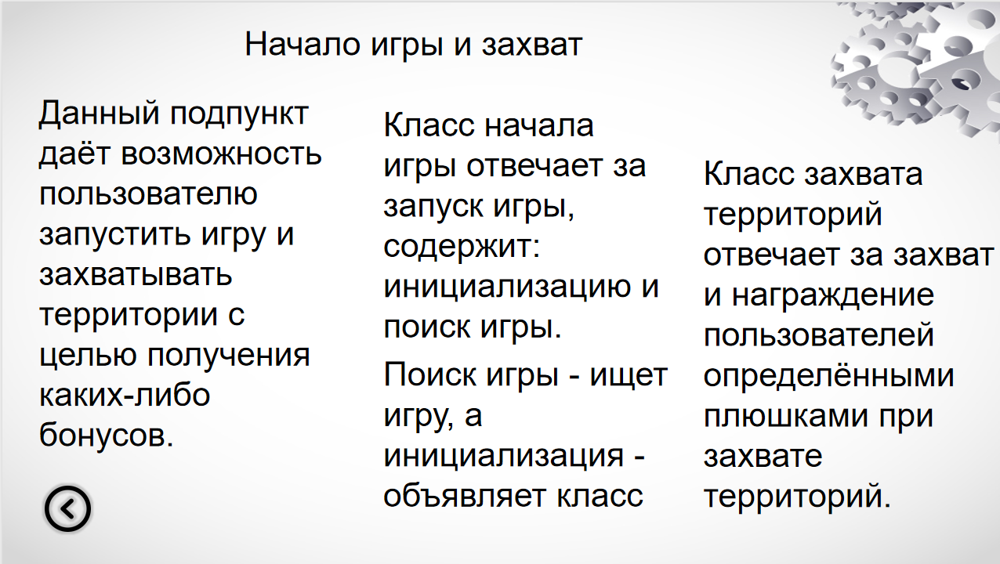 Начало игры и захват
Данный подпункт
даёт возможность
пользователю
запустить игру и
захватывать
территории с
целью получения
каких-либо
бонусов.
Класс начала
игры отвечает за
запуск игры,
содержит:
инициализацию и
поиск игры.
Поиск игры - ищет
игру, а
инициализация -
объявляет класс
Класс захвата
территорий
отвечает за захват
и награждение
пользователей
определёнными
плюшками при
захвате
территорий.